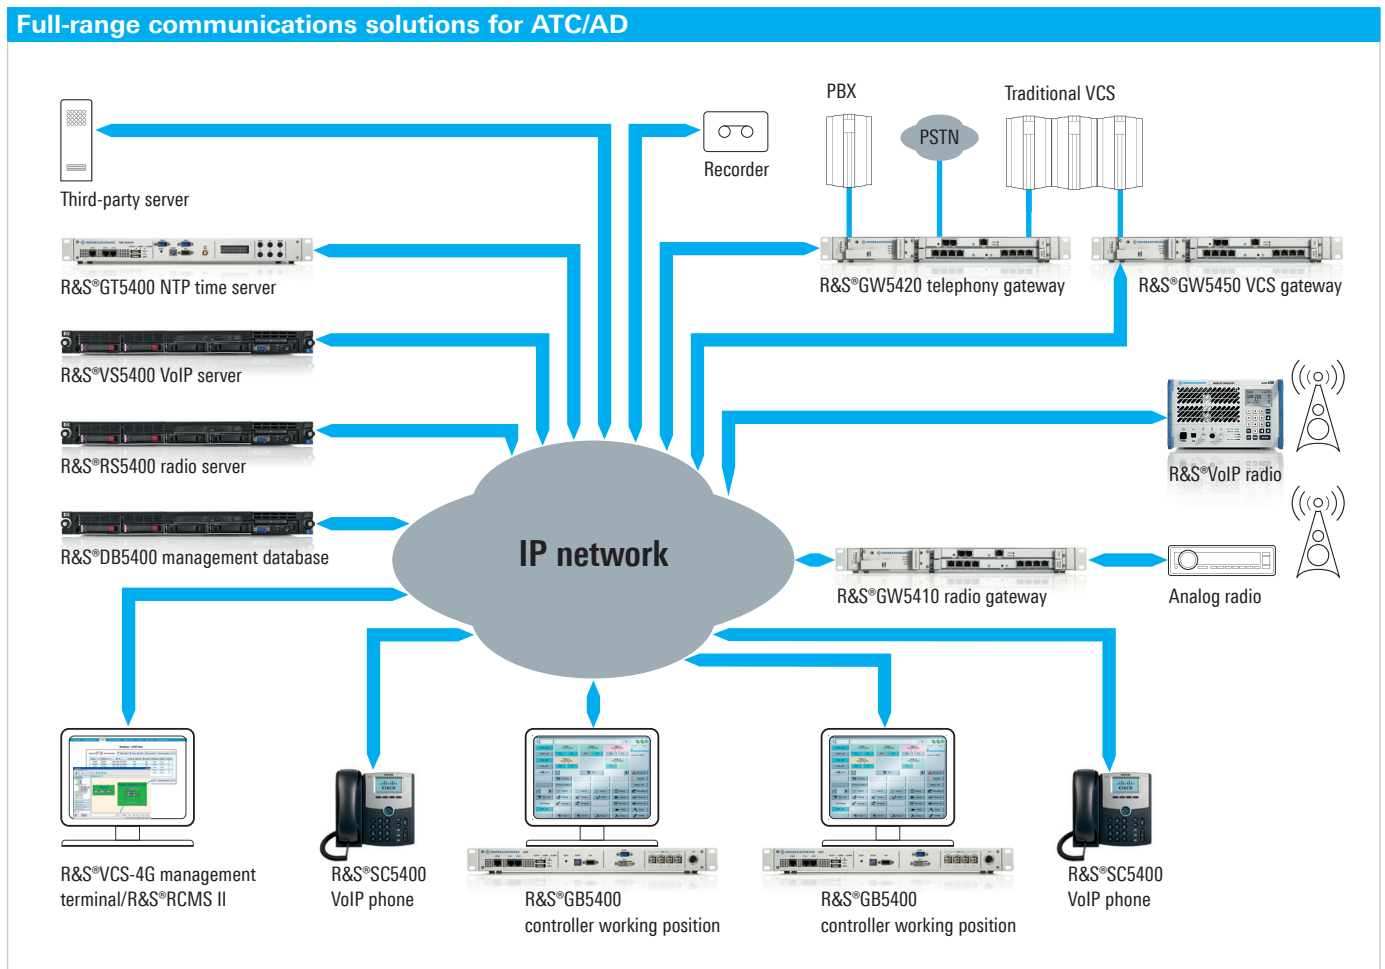 Full-range communications solutions for ATC/AD
PBX
Traditional VCS
PSTN
Recorder
Third-party server
R&S®GT5400 NTP time server
R&S®GW5420 telephony gateway
R&S®GW5450 VCS gateway
R&S®VS5400 VoIP server
R&S®RS5400 radio server
R&S®VoIP radio
R&S®DB5400 management database
IP network
R&S®GW5410 radio gateway
Analog radio
CISCO
CISCO
R&S®VCS-4G management
terminal/R&S®RCMS II
R&S®SC5400
VoIP phone
R&S®GB5400
controller working position
R&S®GB5400
controller working position
R&S®SC5400
VoIP phone